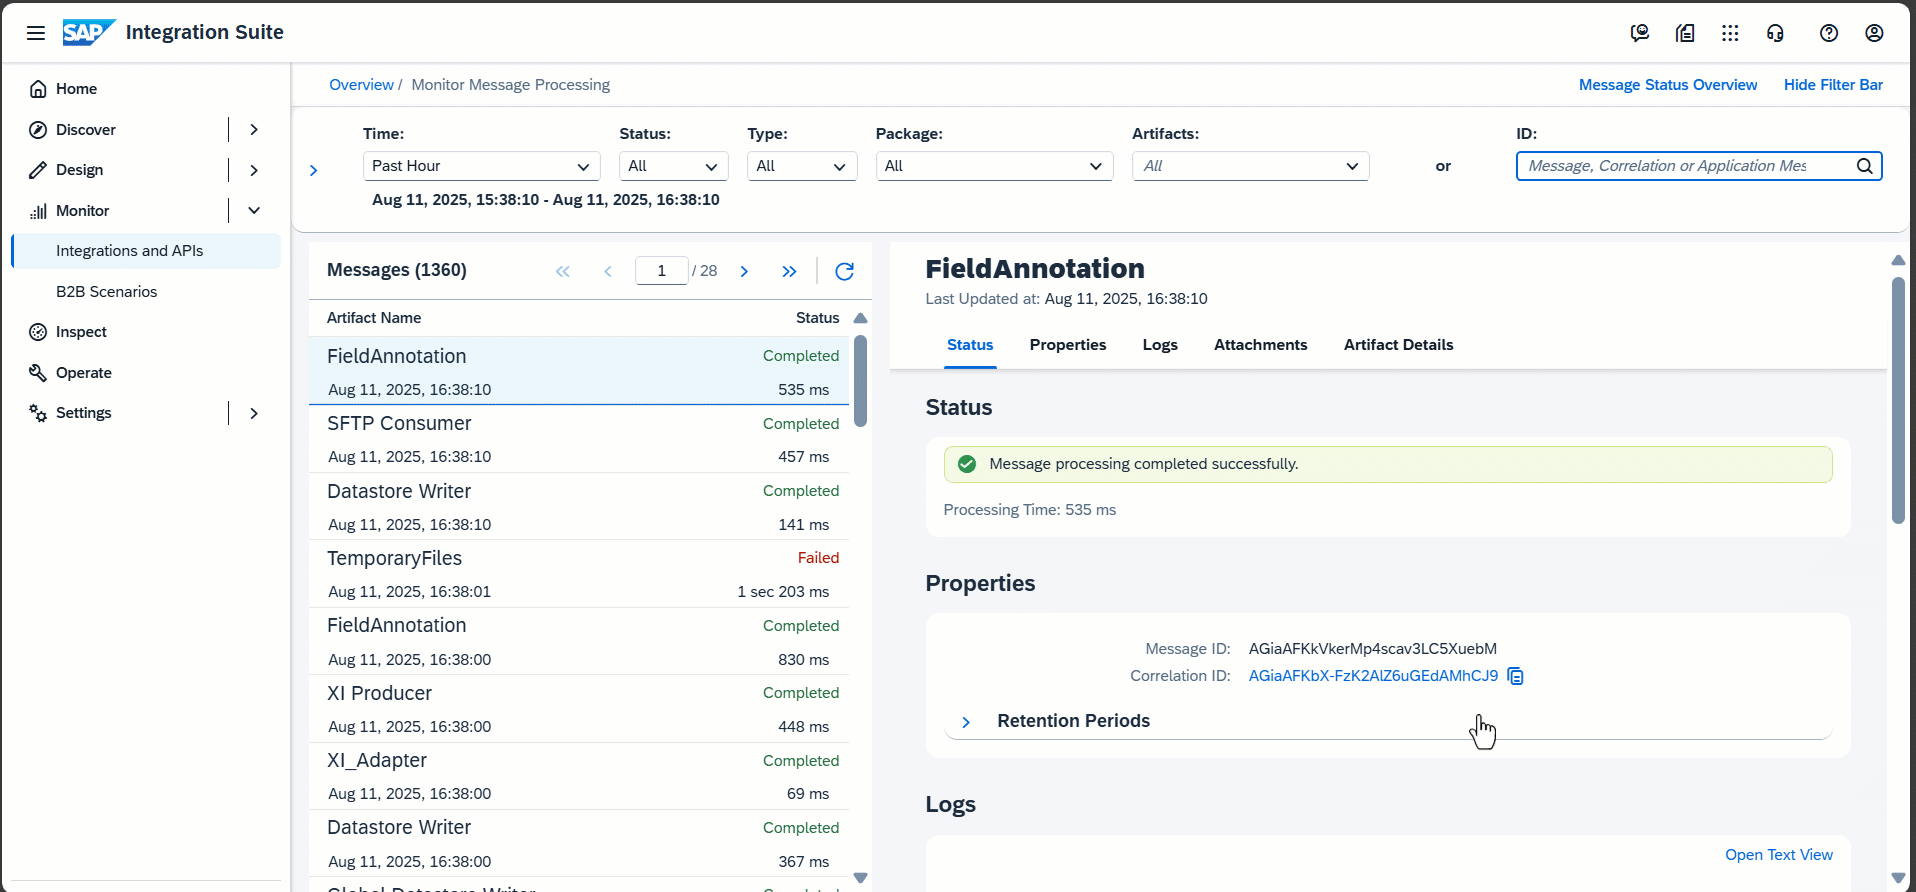 SAP Integration Suite
Home
Discover
Design
Monitor
Integrations and APIs
B2B Scenarios
Inspect
Operate
Settings
Overview / Monitor Message Processing
Message Status Overview
Hide Filter Bar
Time:
Status:
Type:
Package:
Artifacts:
ID:
Past Hour
All
All
All
All
or
Message, Correlation or Application Mes
Aug 11, 2025, 15:38:10 - Aug 11, 2025, 16:38:10
Messages (1360)
1 / 28
Artifact Name Status
FieldAnnotation Completed
Aug 11, 2025, 16:38:10 535 ms
SFTP Consumer Completed
Aug 11, 2025, 16:38:10 457 ms
Datastore Writer Completed
Aug 11, 2025, 16:38:10 141 ms
TemporaryFiles Failed
Aug 11, 2025, 16:38:01 1 sec 203 ms
FieldAnnotation Completed
Aug 11, 2025, 16:38:00 830 ms
XI Producer Completed
Aug 11, 2025, 16:38:00 448 ms
XI_Adapter Completed
Aug 11, 2025, 16:38:00 69 ms
Datastore Writer Completed
Aug 11, 2025, 16:38:00 367 ms
Global Datastore Writer Completed
FieldAnnotation
Last Updated at: Aug 11, 2025, 16:38:10
Status
Properties
Logs
Attachments
Artifact Details
Status
Message processing completed successfully.
Processing Time: 535 ms
Properties
Message ID: AGiaAFKkVkerMp4scav3LC5XuebM
Correlation ID: AGiaAFKbX-FzK2AlZ6uGEdAMhCJ9
Retention Periods
Logs
Open Text View